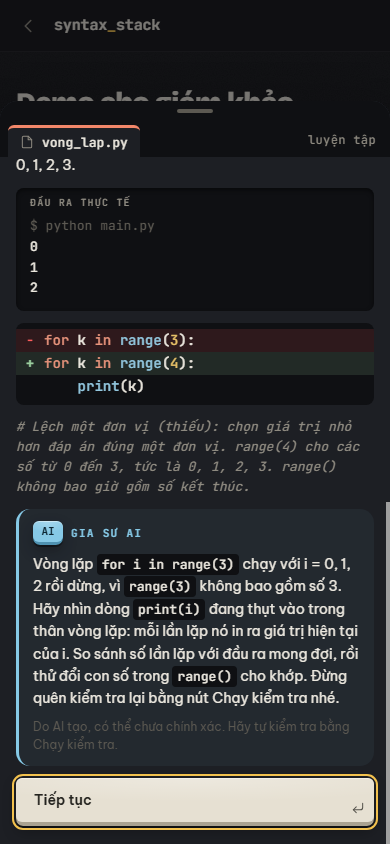 syntax_stack
Demo cho giám khảo
vong_lap.py
luyện tập
0, 1, 2, 3.
ĐẦU RA THỰC TẾ
$ python main.py
0
1
2
- for k in range(3):
+ for k in range(4):
print(k)
# Lệch một đơn vị (thiếu): chọn giá trị nhỏ
hơn đáp án đúng một đơn vị. range(4) cho các
số từ 0 đến 3, tức là 0, 1, 2, 3. range()
không bao giờ gồm số kết thúc.
AI GIA SƯ AI
Vòng lặp for i in range(3) chạy với i = 0, 1,
2 rồi dừng, vì range(3) không bao gồm số 3.
Hãy nhìn dòng print(i) đang thụt vào trong
thân vòng lặp: mỗi lần lặp nó in ra giá trị hiện tại
của i. So sánh số lần lặp với đầu ra mong đợi, rồi
thử đổi con số trong range() cho khớp. Đừng
quên kiểm tra lại bằng nút Chạy kiểm tra nhé.
Do AI tạo, có thể chưa chính xác. Hãy tự kiểm tra bằng
Chạy kiểm tra.
Tiếp tục